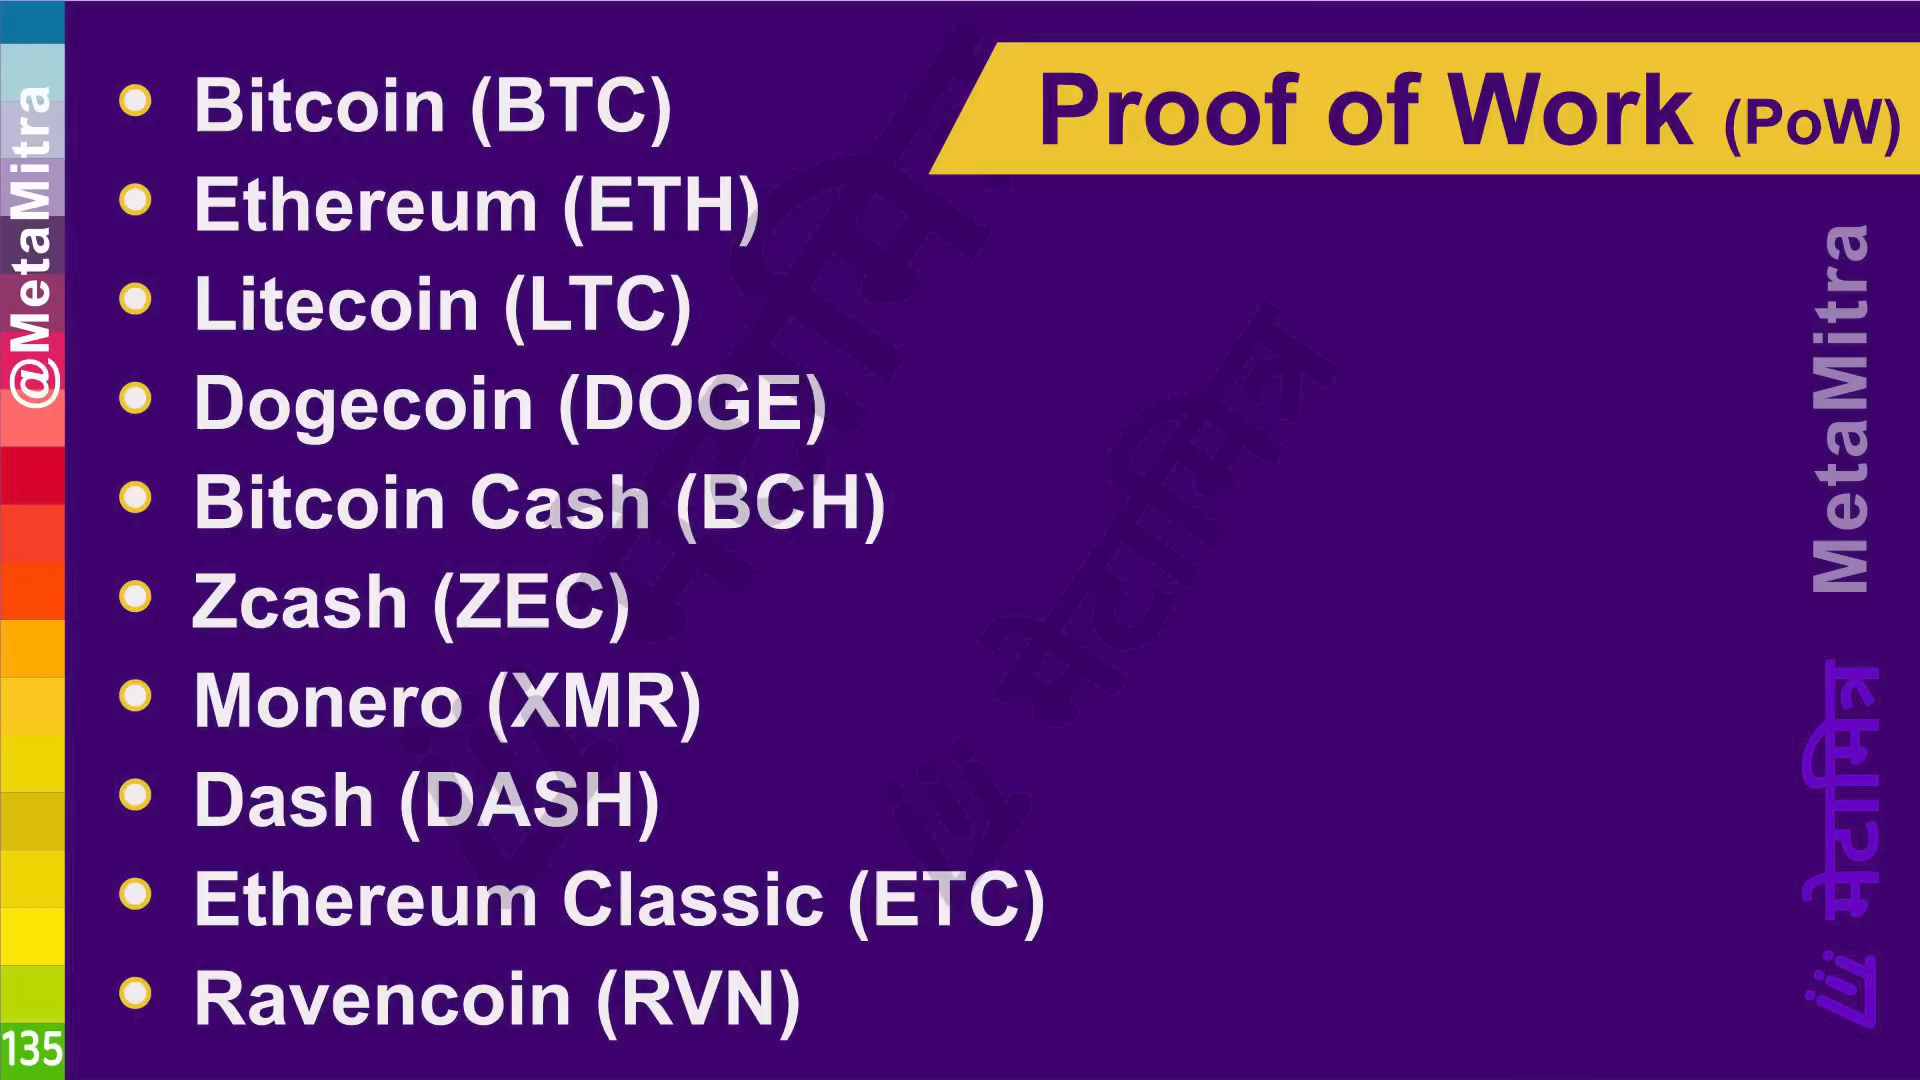 Proof of Work (PoW)
Bitcoin (BTC)
Ethereum (ETH)
Litecoin (LTC)
Dogecoin (DOGE)
Bitcoin Cash (BCH)
Zcash (ZEC)
Monero (XMR)
Dash (DASH)
Ethereum Classic (ETC)
Ravencoin (RVN)
@MetaMitra
135
MetaMitra
मेटामित्र
मेटामित्र
मेटामित्र